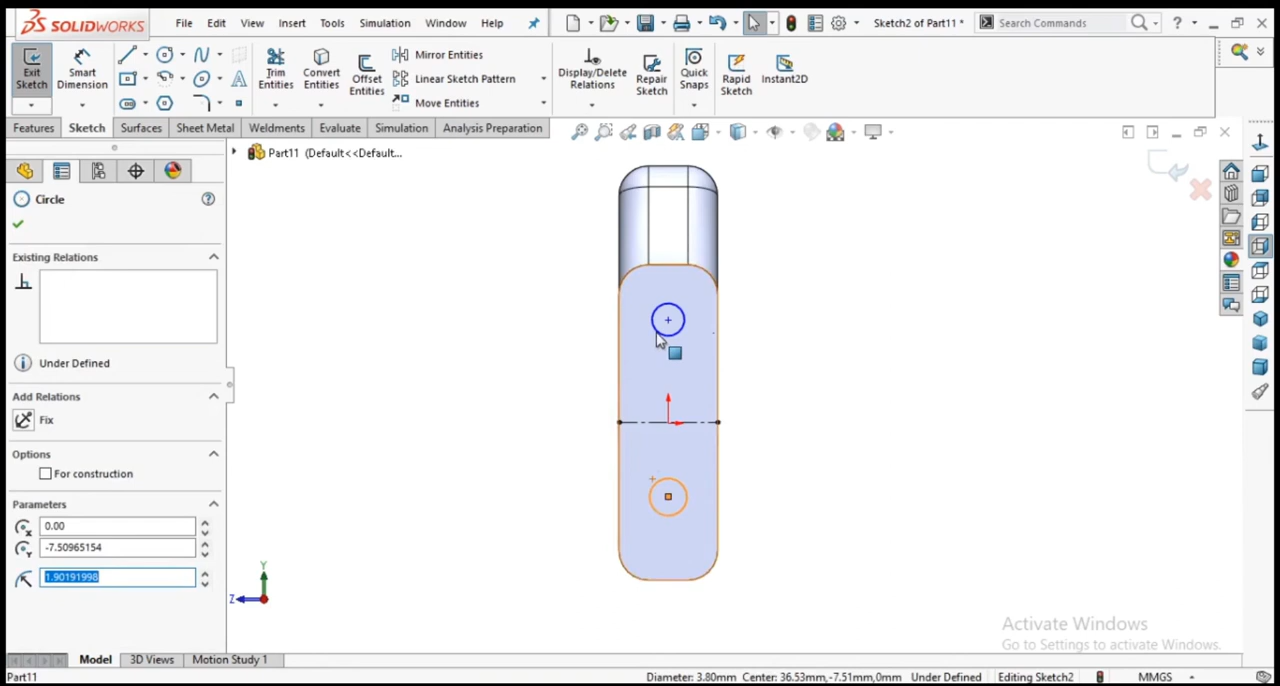 SOLIDWORKS File Edit View Insert Tools Simulation Window Help Sketch2 of Part11 * Search Commands
Exit Sketch
Smart Dimension
Trim Entities
Convert Entities
Offset Entities
Mirror Entities
Linear Sketch Pattern
Move Entities
Display/Delete Relations
Repair Sketch
Quick Snaps
Rapid Sketch
Instant2D
Features Sketch Surfaces Sheet Metal Weldments Evaluate Simulation Analysis Preparation
Part11 (Default<<Default...
Circle
Existing Relations
Under Defined
Add Relations
Fix
Options
For construction
Parameters
0.00
-7.50965154
1.90191998
Y
Z
Activate Windows
Go to Settings to activate Windows.
Model 3D Views Motion Study 1
Part11 Diameter: 3.80mm Center: 36.53mm,-7.51mm,0mm Under Defined Editing Sketch2 MMGS